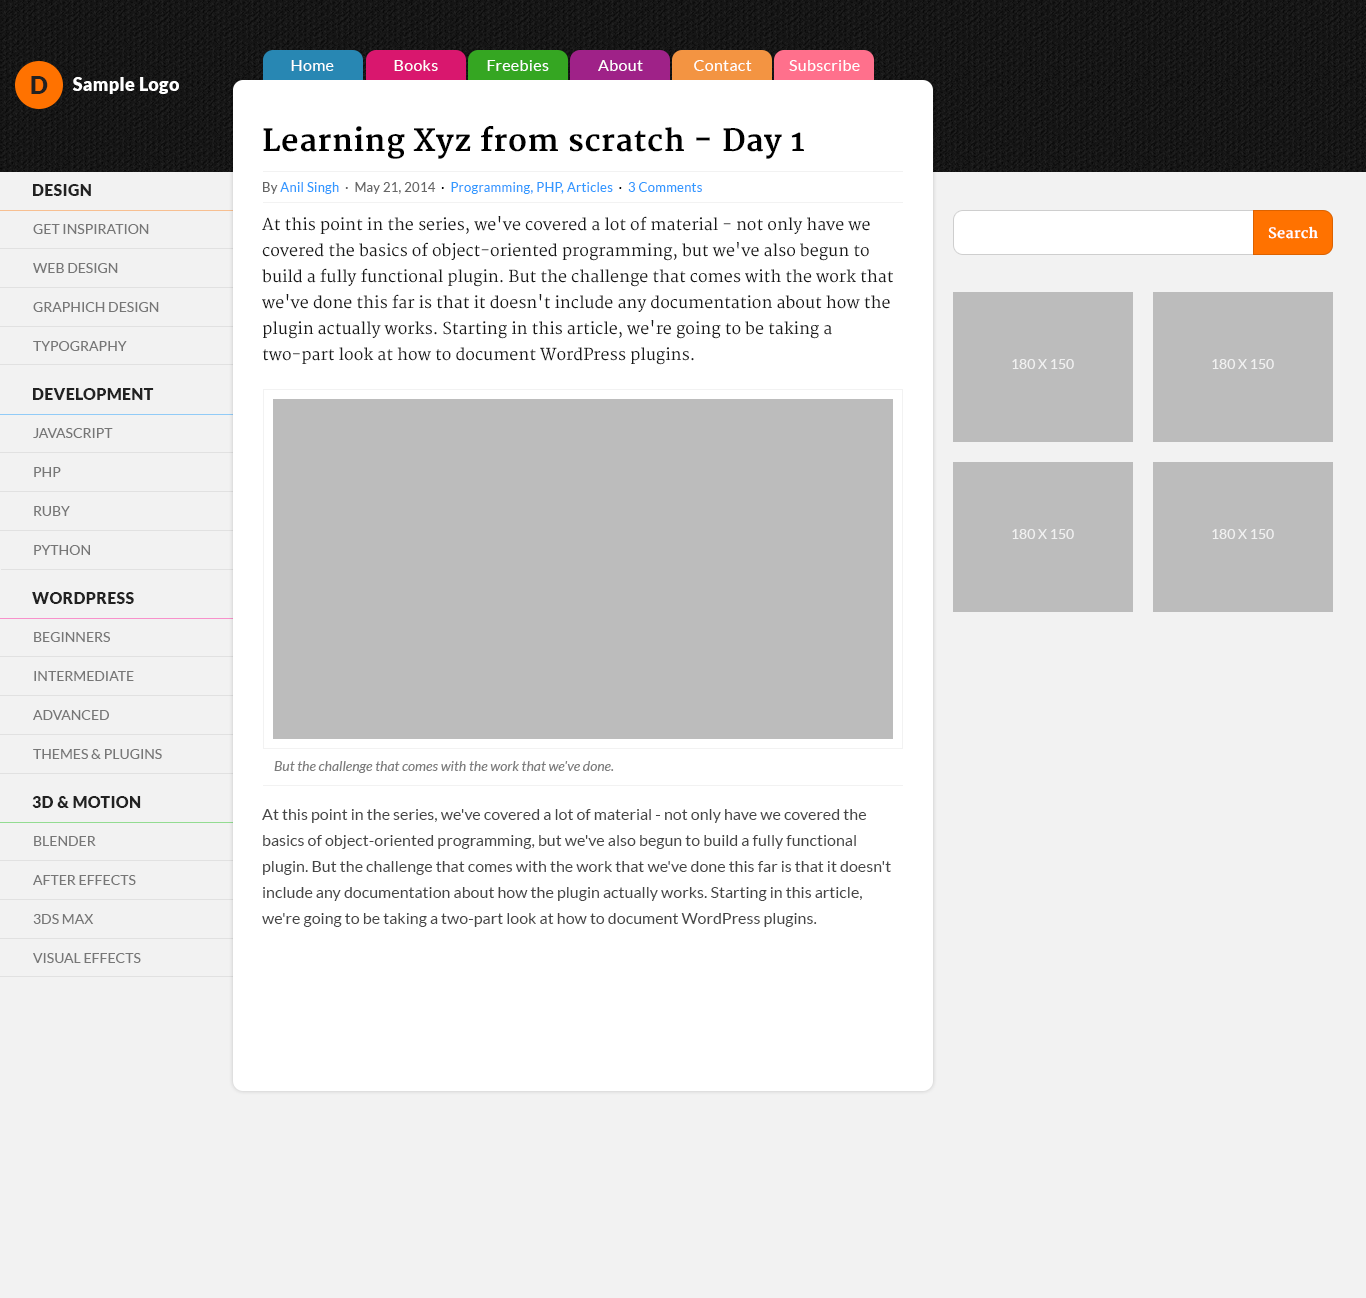 Home
Books
Freebies
About
Contact
Subscribe
D
Sample Logo
DESIGN
GET INSPIRATION
WEB DESIGN
GRAPHICH DESIGN
TYPOGRAPHY
DEVELOPMENT
JAVASCRIPT
PHP
RUBY
PYTHON
WORDPRESS
BEGINNERS
INTERMEDIATE
ADVANCED
THEMES & PLUGINS
3D & MOTION
BLENDER
AFTER EFFECTS
3DS MAX
VISUAL EFFECTS
Learning Xyz from scratch - Day 1
By Anil Singh · May 21, 2014 · Programming, PHP, Articles · 3 Comments
At this point in the series, we've covered a lot of material - not only have we
covered the basics of object-oriented programming, but we've also begun to
build a fully functional plugin. But the challenge that comes with the work that
we've done this far is that it doesn't include any documentation about how the
plugin actually works. Starting in this article, we're going to be taking a
two-part look at how to document WordPress plugins.
But the challenge that comes with the work that we've done.
At this point in the series, we've covered a lot of material - not only have we covered the
basics of object-oriented programming, but we've also begun to build a fully functional
plugin. But the challenge that comes with the work that we've done this far is that it doesn't
include any documentation about how the plugin actually works. Starting in this article,
we're going to be taking a two-part look at how to document WordPress plugins.
Search
180 X 150
180 X 150
180 X 150
180 X 150